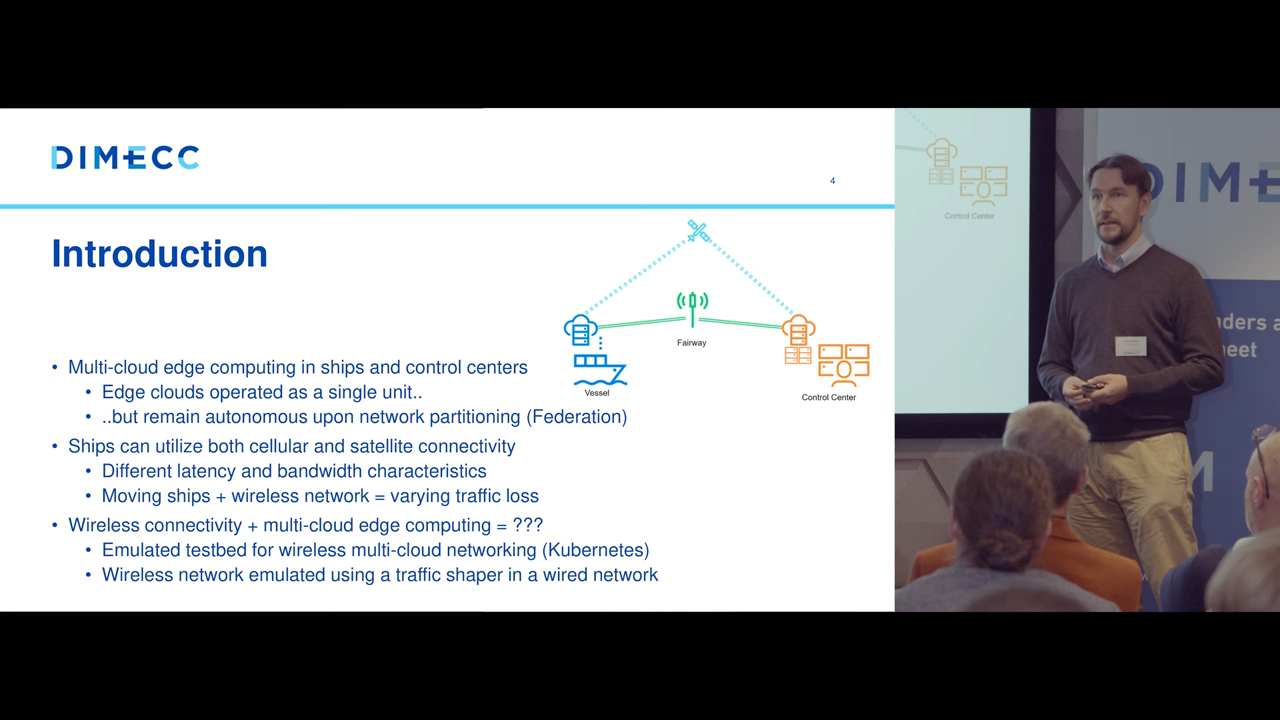 DIMECC
4
Introduction
Fairway
Vessel
Control Center
• Multi-cloud edge computing in ships and control centers
• Edge clouds operated as a single unit..
• ..but remain autonomous upon network partitioning (Federation)
• Ships can utilize both cellular and satellite connectivity
• Different latency and bandwidth characteristics
• Moving ships + wireless network = varying traffic loss
• Wireless connectivity + multi-cloud edge computing = ???
• Emulated testbed for wireless multi-cloud networking (Kubernetes)
• Wireless network emulated using a traffic shaper in a wired network
Control Center
DIME
nders a
neet
M